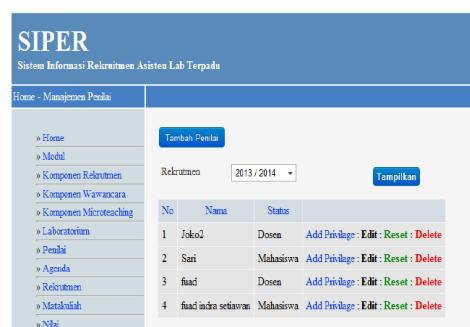 SIPER
Sistem Informasi Rekruitmen Asisten Lab Terpadu
Home - Manajemen Penilai
» Home
» Modul
» Komponen Rekrutmen
» Komponen Wawancara
» Komponen Microteaching
» Laboratorium
» Penilai
» Agenda
» Rekrutmen
» Matakuliah
» Nilai
Tambah Penilai
Rekrutmen 2013 / 2014 Tampilkan
No Nama Status
1 Joko2 Dosen Add Privilage : Edit : Reset : Delete
2 Sari Mahasiswa Add Privilage : Edit : Reset : Delete
3 fuad Dosen Add Privilage : Edit : Reset : Delete
4 fuad indra setiawan Mahasiswa Add Privilage : Edit : Reset : Delete